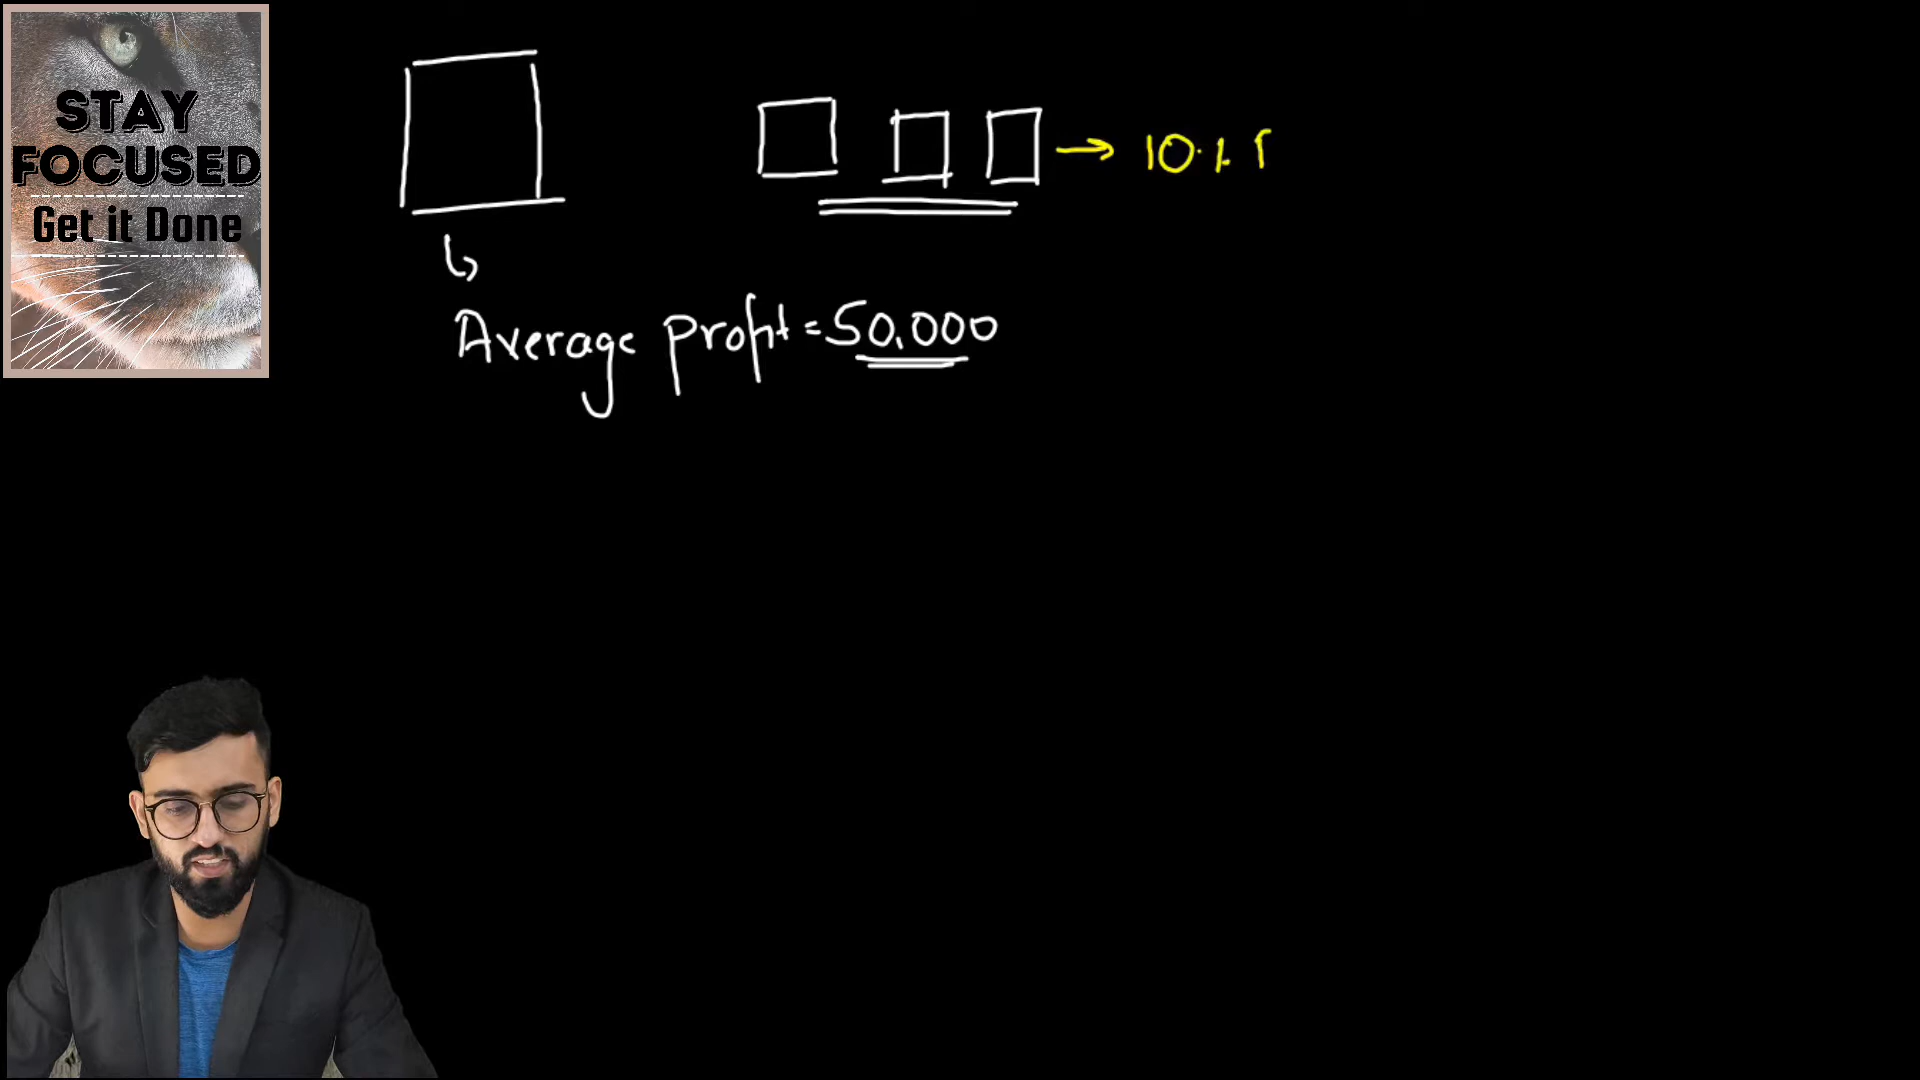 STAY
FOCUSED
Get it Done
→ 10%
Average profit = 50,000